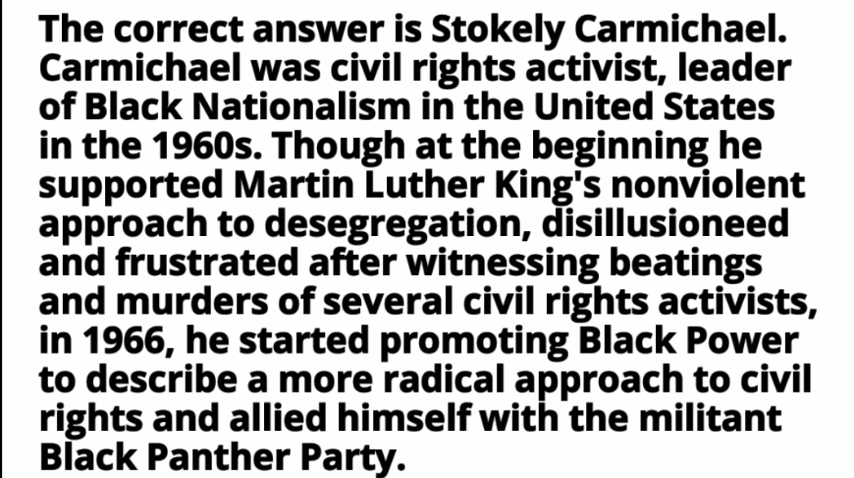 The correct answer is Stokely Carmichael.
Carmichael was civil rights activist, leader
of Black Nationalism in the United States
in the 1960s. Though at the beginning he
supported Martin Luther King's nonviolent
approach to desegregation, disillusioneed
and frustrated after witnessing beatings
and murders of several civil rights activists,
in 1966, he started promoting Black Power
to describe a more radical approach to civil
rights and allied himself with the militant
Black Panther Party.